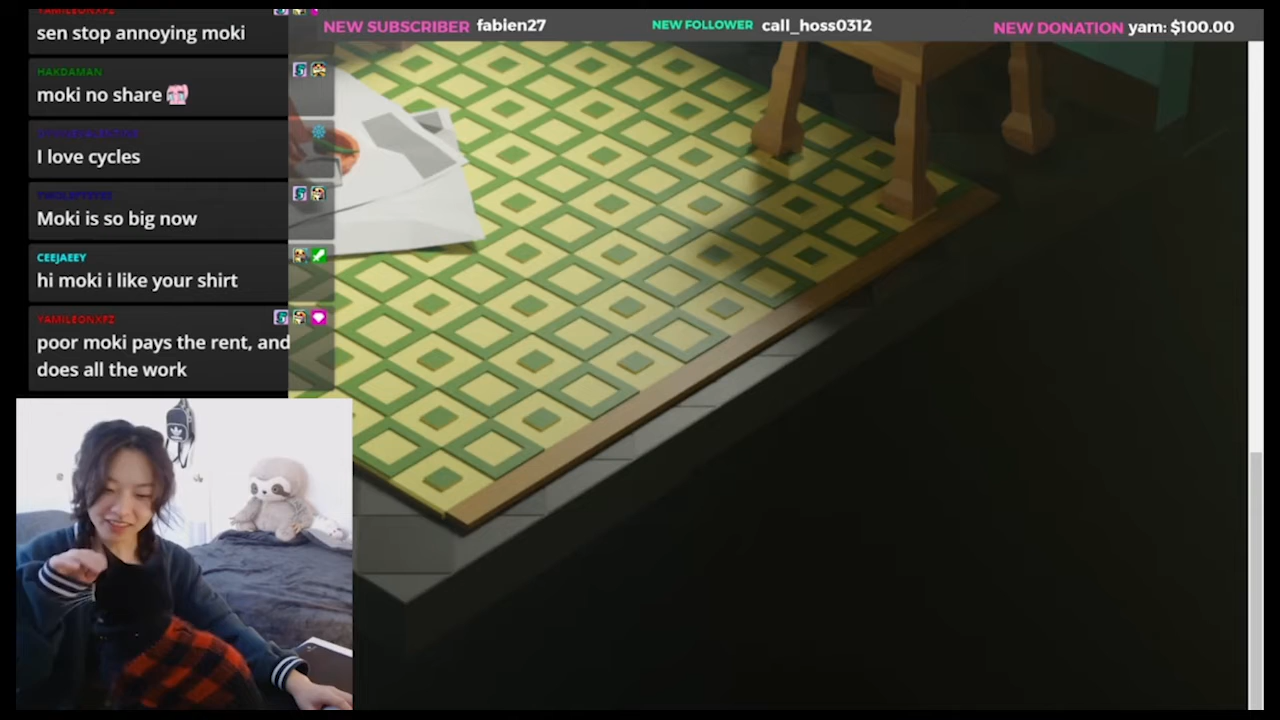 NEW SUBSCRIBER fabien27 NEW FOLLOWER call_hoss0312 NEW DONATION yam: $100.00
sen stop annoying moki
HAKDAMAN
moki no share
I love cycles
Moki is so big now
CEEJAEEY
hi moki i like your shirt
YAMILEONXPZ
poor moki pays the rent, and
does all the work